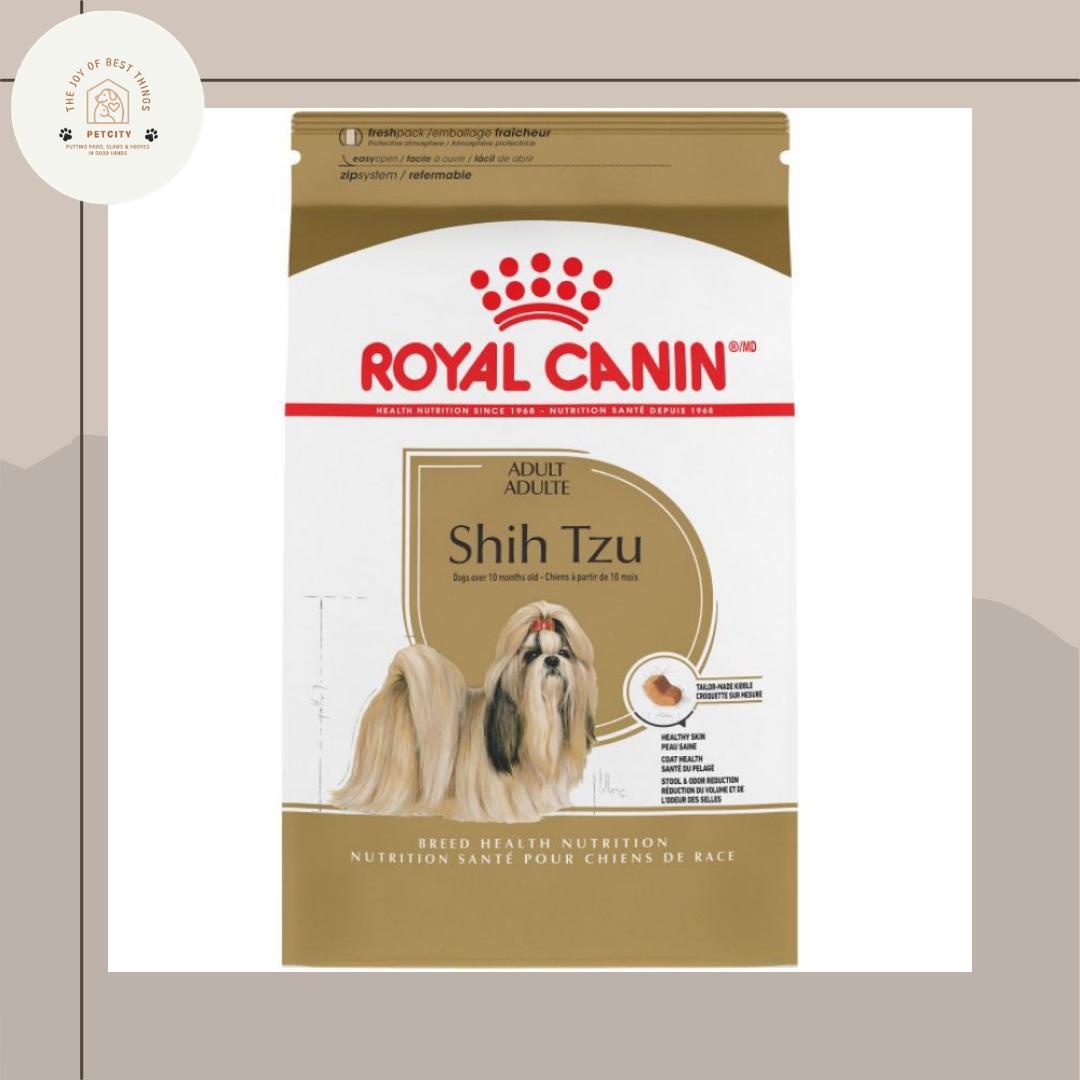 THE JOY OF BEST THINGS
PETCITY
PUTTING PAWS, CLAWS & HOOVES
IN GOOD HANDS
freshpack /emballage fraîcheur
Protective atmosphere / Atmosphère protectrice
easyopen / facile à ouvrir / fácil de abrir
zipsystem / refermable
ROYAL CANIN®/MD
HEALTH NUTRITION SINCE 1968 - NUTRITION SANTÉ DEPUIS 1968
ADULT
ADULTE
Shih Tzu
Dogs over 10 months old - Chiens à partir de 10 mois
TAILOR-MADE KIBBLE
CROQUETTE SUR MESURE
HEALTHY SKIN
PEAU SAINE
COAT HEALTH
SANTÉ DU PELAGE
STOOL & ODOR REDUCTION
RÉDUCTION DU VOLUME ET DE
L'ODEUR DES SELLES
BREED HEALTH NUTRITION
NUTRITION SANTÉ POUR CHIENS DE RACE